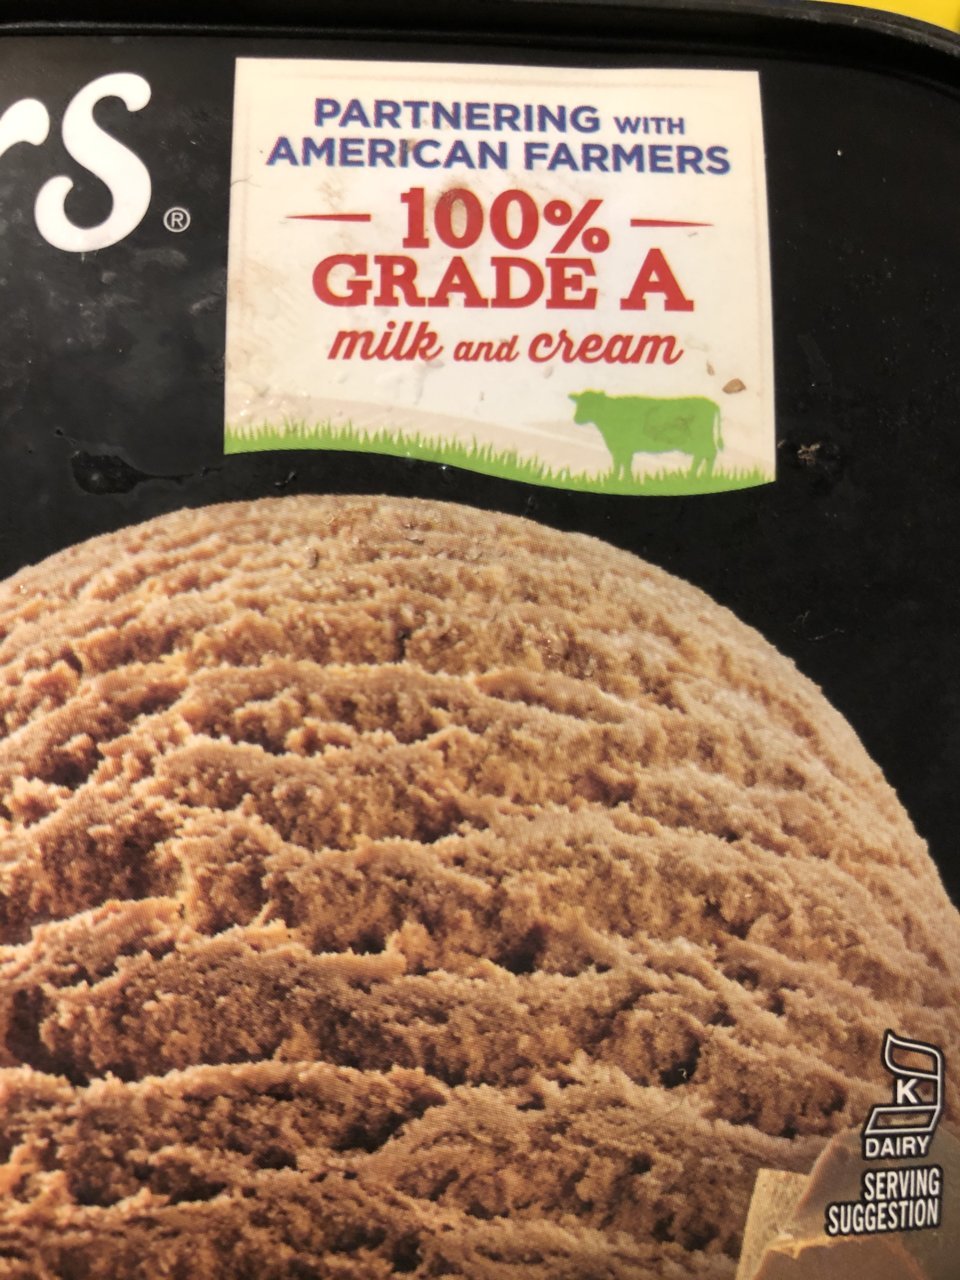 rs®
PARTNERING WITH
AMERICAN FARMERS
100%
GRADE A
milk and cream
K
DAIRY
SERVING
SUGGESTION